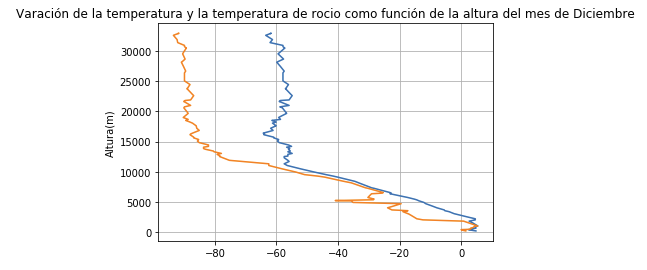 Varación de la temperatura y la temperatura de rocio como función de la altura del mes de Diciembre
30000
25000
20000
15000
10000
5000
0
Altura(m)
−80 −60 −40 −20 0